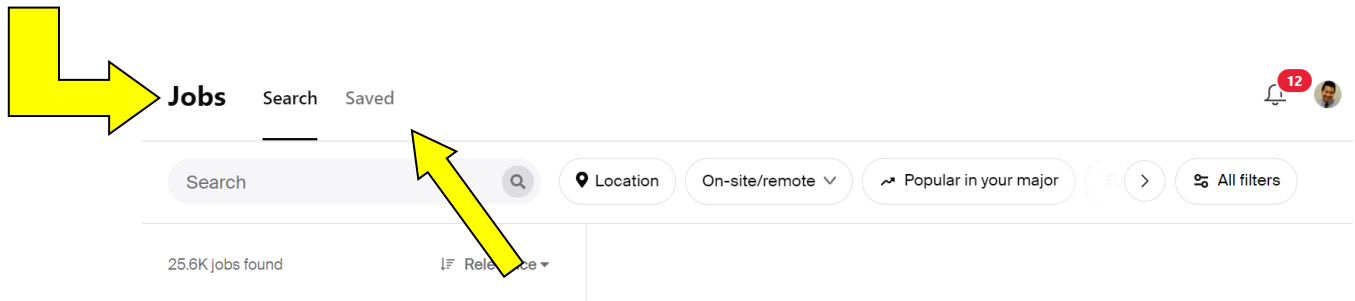 Jobs Search Saved
12
Search
Location On-site/remote Popular in your major All filters
25.6K jobs found